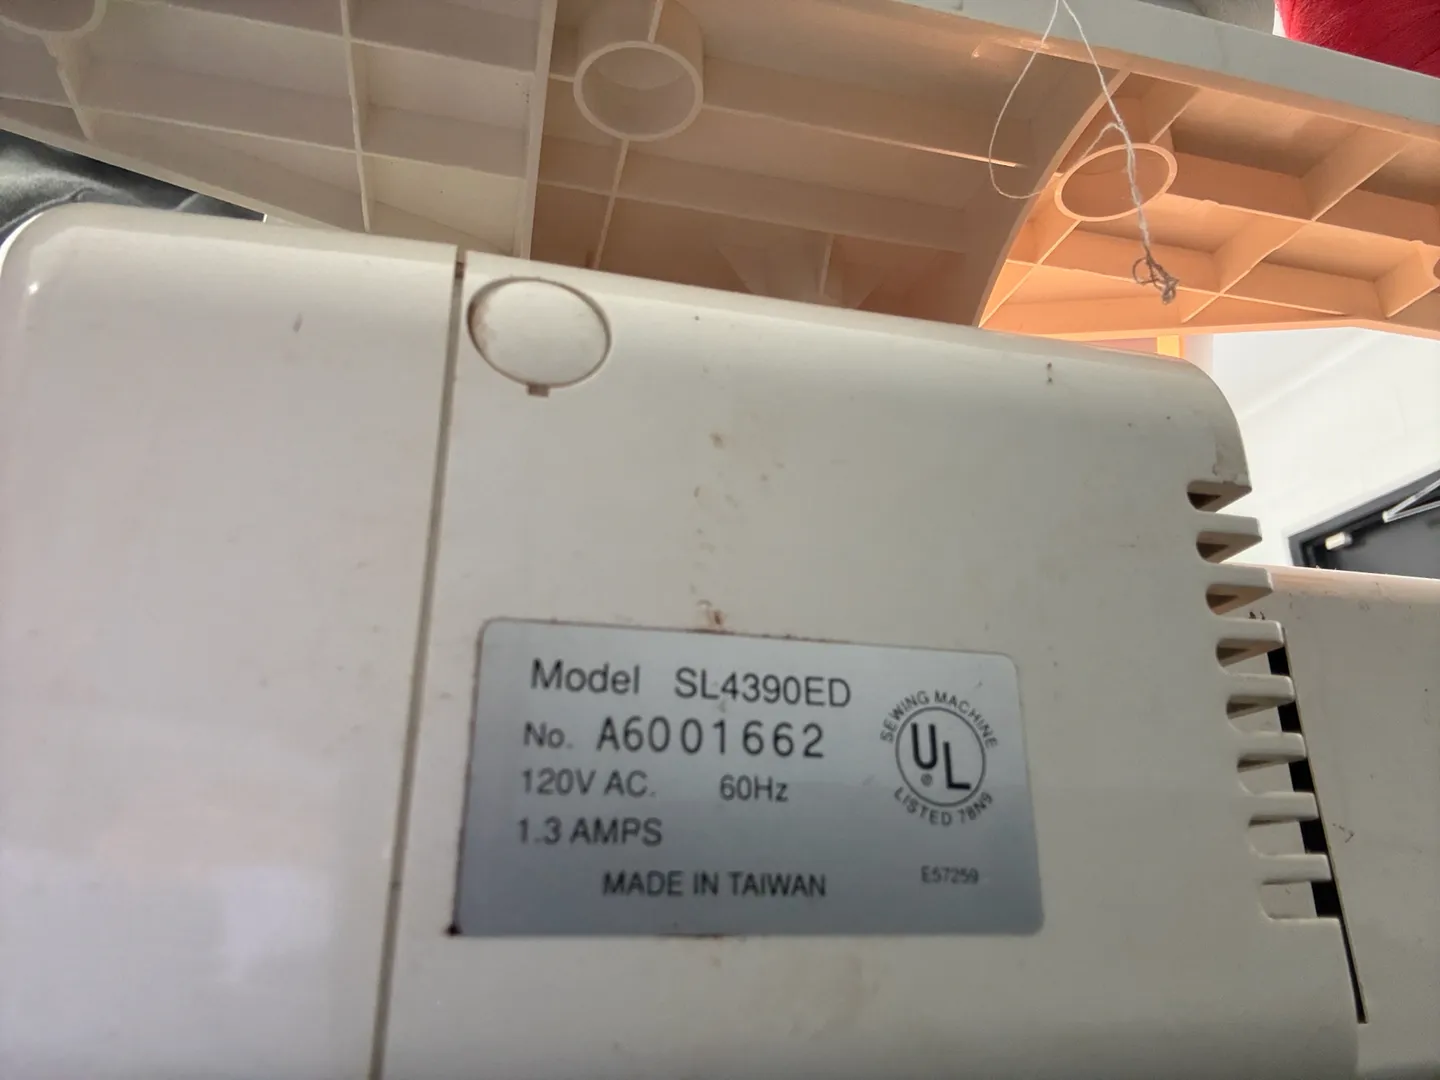 Model SL4390ED
No. A6001662
120V AC. 60Hz
1.3 AMPS
MADE IN TAIWAN
SEWING MACHINE
UL
®
LISTED 78N9
E57259